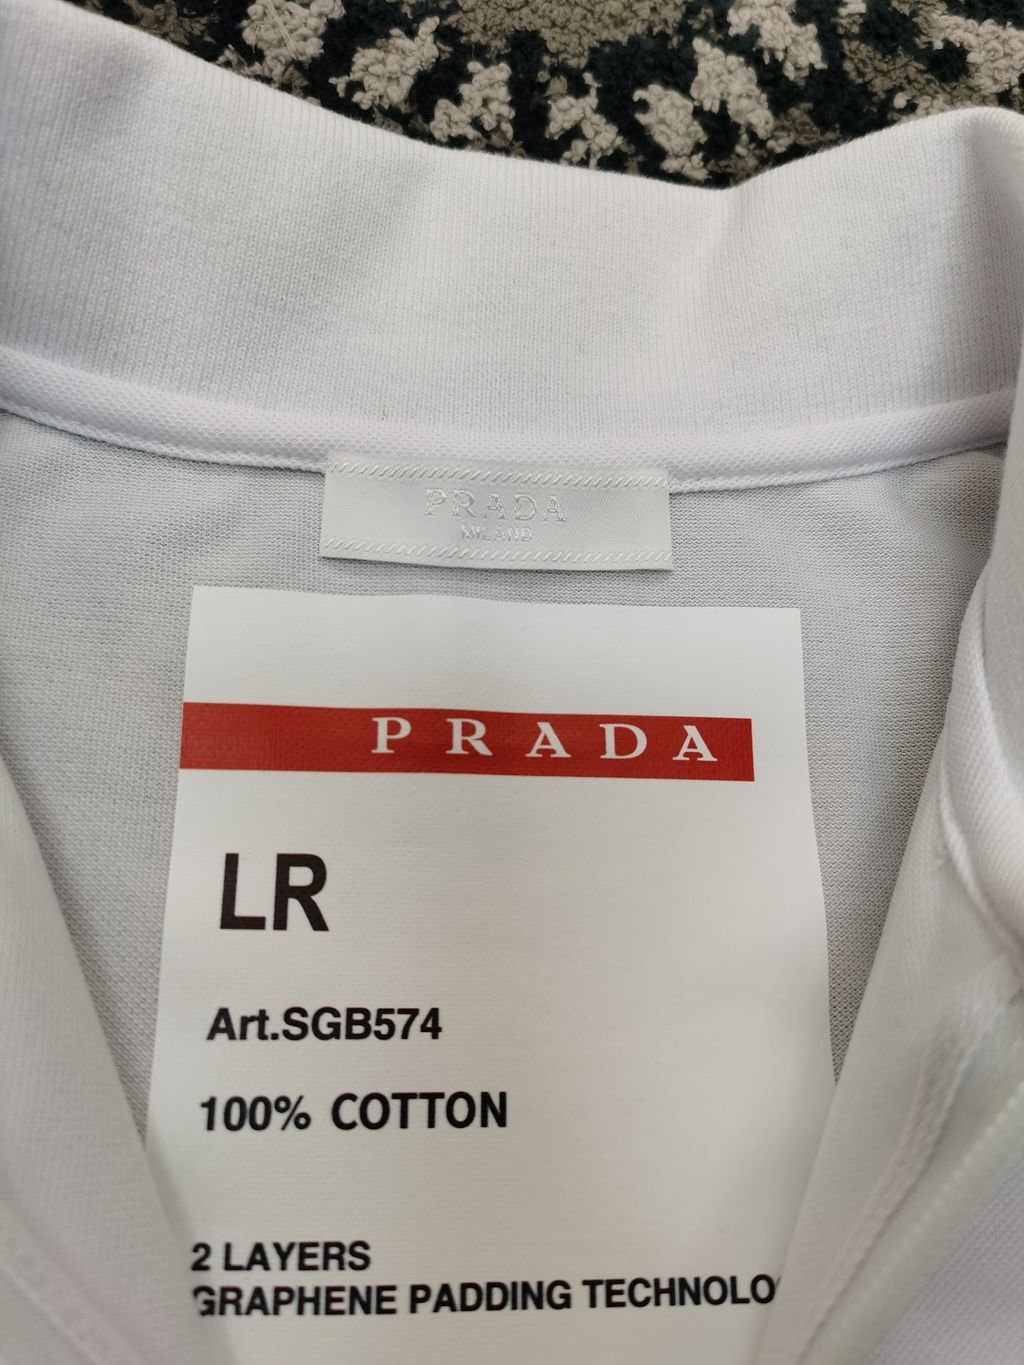 PRADA
MILANO
PRADA
LR
Art.SGB574
100% COTTON
2 LAYERS
GRAPHENE PADDING TECHNOLO